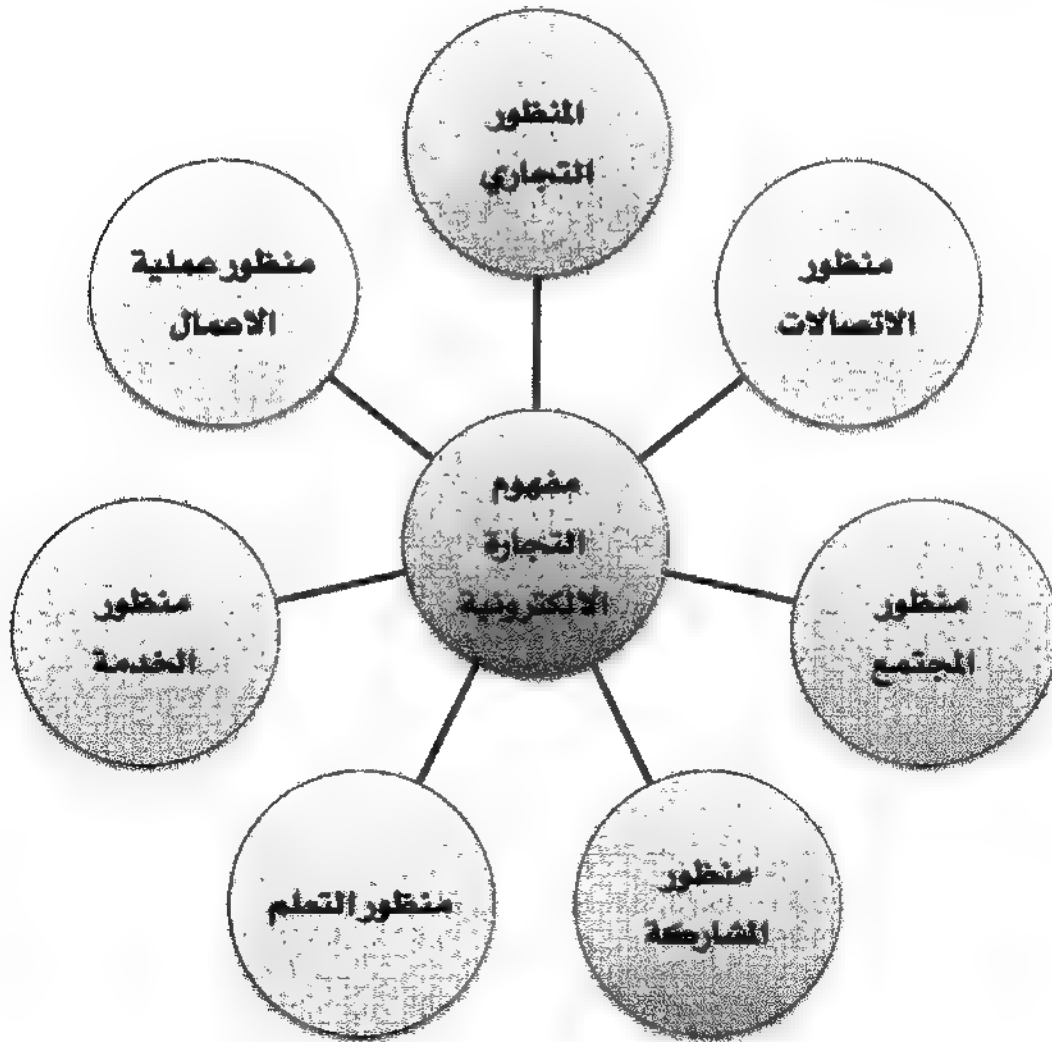 المنظور
التجاري
منظور
الاتصالات
منظور
المجتمع
منظور
المشاركة
منظور التعلم
منظور
الخدمة
منظور عملية
الاعمال
مفهوم
التجارة
الالكترونية